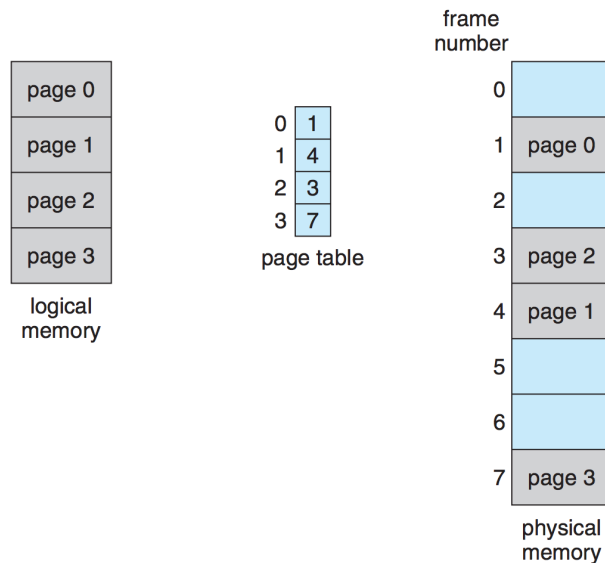 page 0
page 1
page 2
page 3
logical
memory
0 1
1 4
2 3
3 7
page table
frame
number
0
1 page 0
2
3 page 2
4 page 1
5
6
7 page 3
physical
memory